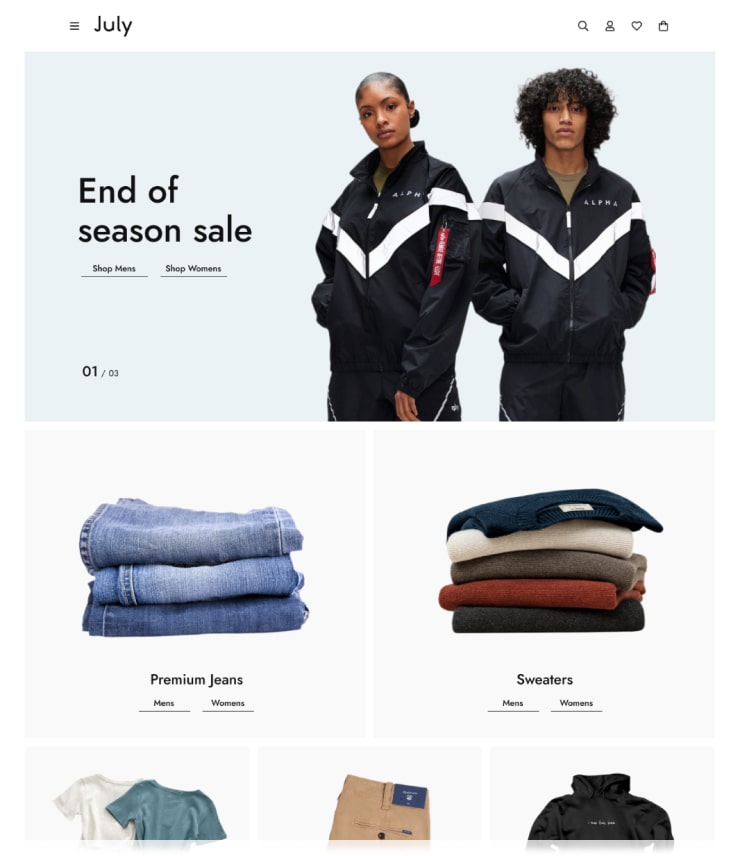 July
End of
season sale
Shop Mens Shop Womens
ALPHA
ALPHA
01 / 03
Premium Jeans
Mens Womens
Sweaters
Mens Womens